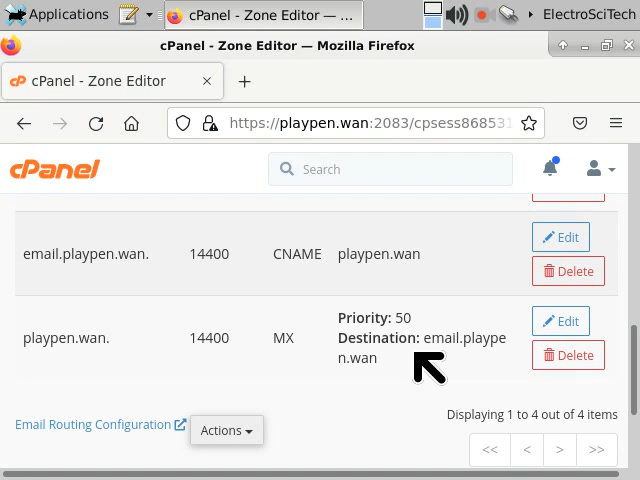 Applications
cPanel - Zone Editor — ...
ElectroSciTech
cPanel - Zone Editor — Mozilla Firefox
cPanel - Zone Editor
https://playpen.wan:2083/cpsess868531
cPanel
Search
email.playpen.wan.
14400
CNAME
playpen.wan
Edit
Delete
playpen.wan.
14400
MX
Priority: 50
Destination: email.plaype
n.wan
Edit
Delete
Displaying 1 to 4 out of 4 items
Email Routing Configuration
Actions
<<
<
>
>>